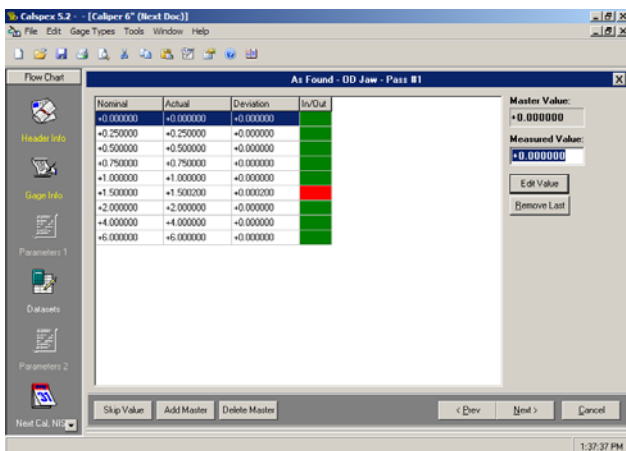 Calspex 5.2 - - [Caliper 6" (Next Doc)]
File Edit Gage Types Tools Window Help
Flow Chart
As Found - OD Jaw - Pass #1
Header Info
Gage Info
Parameters 1
Datasets
Parameters 2
Next Cal, NIS
Nominal Actual Deviation In/Out
+0.000000 +0.000000 +0.000000
+0.250000 +0.250000 +0.000000
+0.500000 +0.500000 +0.000000
+0.750000 +0.750000 +0.000000
+1.000000 +1.000000 +0.000000
+1.500000 +1.500200 +0.000200
+2.000000 +2.000000 +0.000000
+4.000000 +4.000000 +0.000000
+6.000000 +6.000000 +0.000000
Master Value:
+0.000000
Measured Value:
+0.000000
Edit Value
Remove Last
Skip Value Add Master Delete Master < Prev Next > Cancel
1:37:37 PM